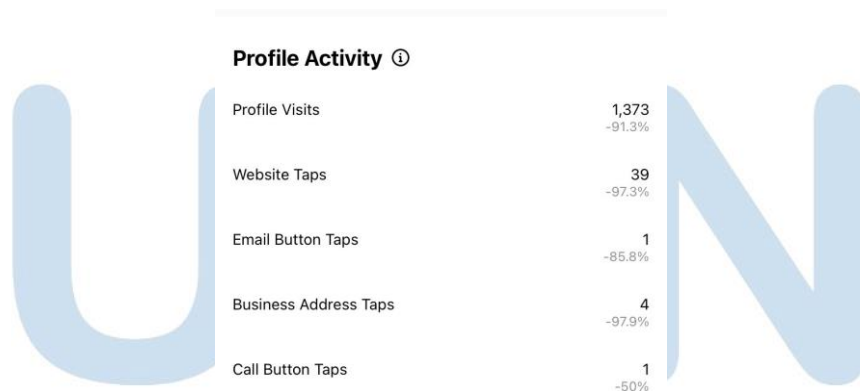 Profile Activity
Profile Visits 1,373
-91.3%
Website Taps 39
-97.3%
Email Button Taps 1
-85.8%
Business Address Taps 4
-97.9%
Call Button Taps 1
-50%
U N